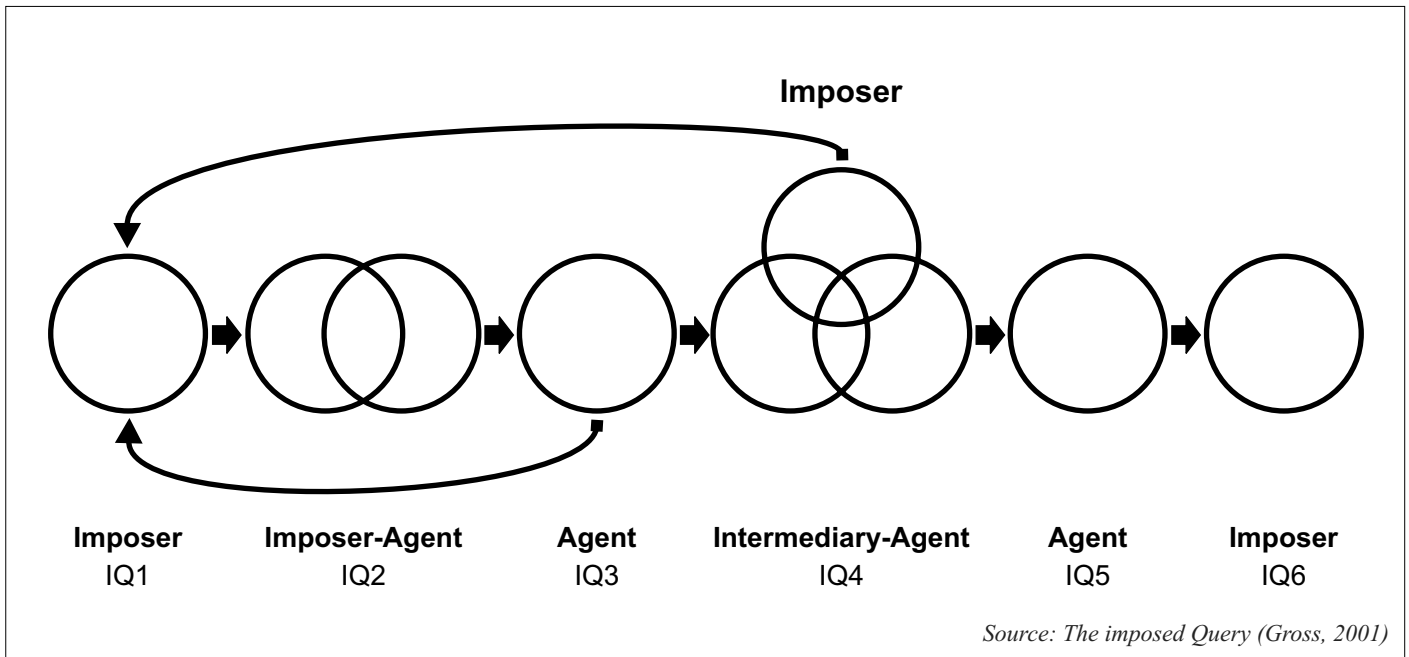 Imposer
Imposer Imposer-Agent Agent Intermediary-Agent Agent Imposer
IQ1 IQ2 IQ3 IQ4 IQ5 IQ6
Source: The imposed Query (Gross, 2001)